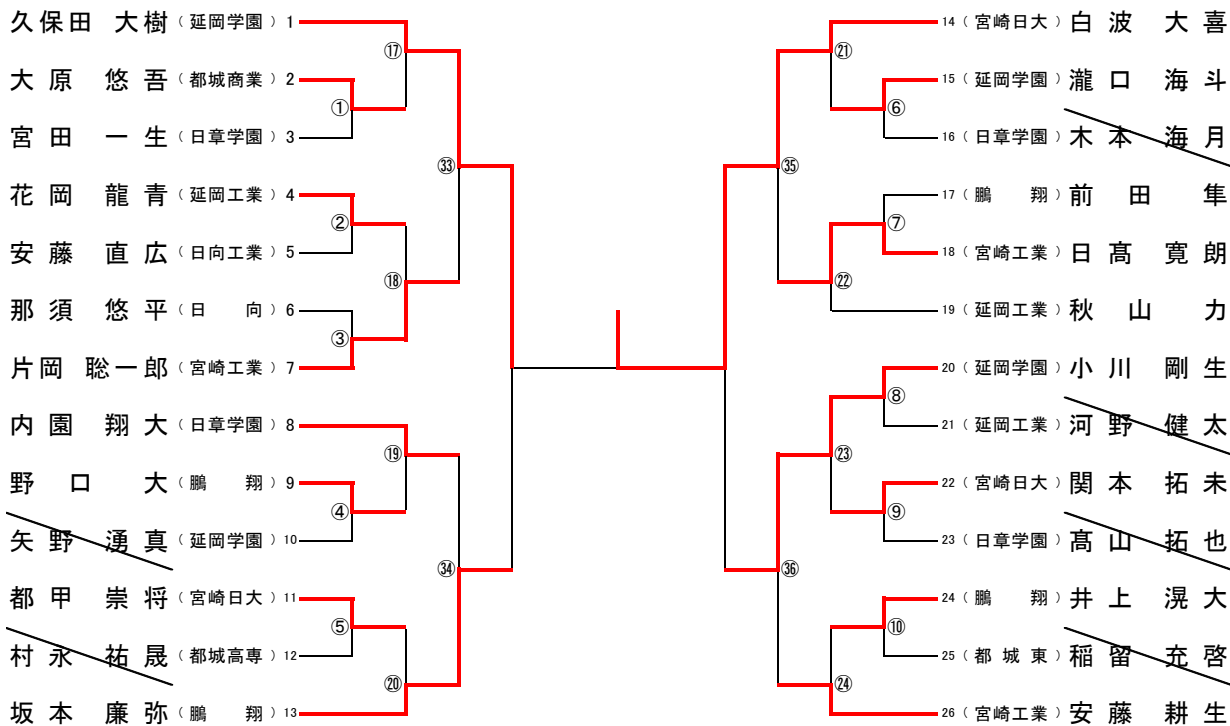 久保田 大樹（延岡学園）1
大原 悠吾（都城商業）2
宮田 一生（日章学園）3
花岡 龍青（延岡工業）4
安藤 直広（日向工業）5
那須 悠平（日 向）6
片岡 聡一郎（宮崎工業）7
内園 翔大（日章学園）8
野口 大（鵬 翔）9
矢野 湧真（延岡学園）10
都甲 崇将（宮崎日大）11
村永 祐晟（都城高専）12
坂本 廉弥（鵬 翔）13
①
②
③
④
⑤
⑰
⑱
⑲
⑳
㉝
㉞
14（宮崎日大）白波 大喜
15（延岡学園）瀧口 海斗
16（日章学園）木本 海月
17（鵬 翔）前田 隼
18（宮崎工業）日髙 寛朗
19（延岡工業）秋山 力
20（延岡学園）小川 剛生
21（延岡工業）河野 健太
22（宮崎日大）関本 拓未
23（日章学園）髙山 拓也
24（鵬 翔）井上 滉大
25（都城東）稲留 充啓
26（宮崎工業）安藤 耕生
⑥
⑦
⑧
⑨
⑩
㉑
㉒
㉓
㉔
㉟
㊱